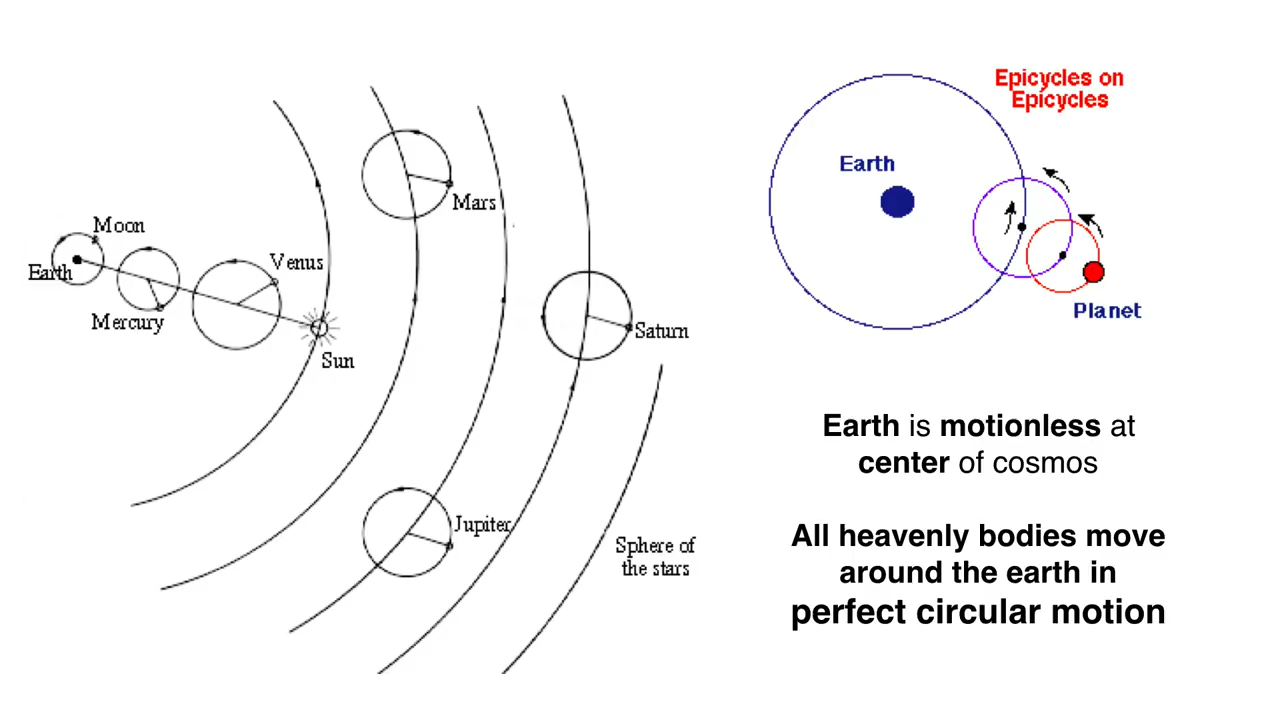 Moon
Earth
Mercury
Venus
Sun
Mars
Jupiter
Saturn
Sphere of
the stars
Epicycles on
Epicycles
Earth
Planet
Earth is motionless at
center of cosmos
All heavenly bodies move
around the earth in
perfect circular motion